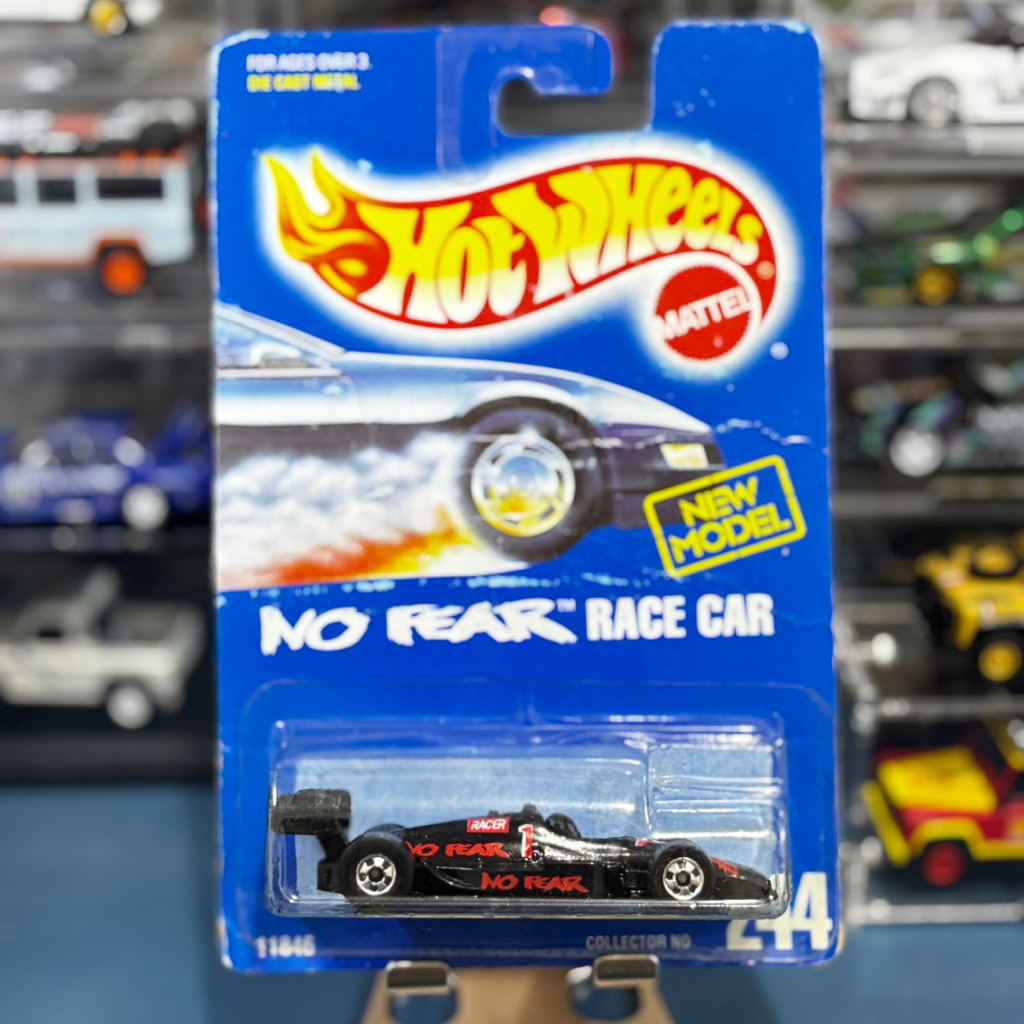 FOR AGES OVER 3.
DIE CAST METAL.
HOT WHEELS
MATTEL
NEW
MODEL
NO FEAR™ RACE CAR
RACER
1
NO FEAR
NO FEAR
11846
COLLECTOR NO.
244